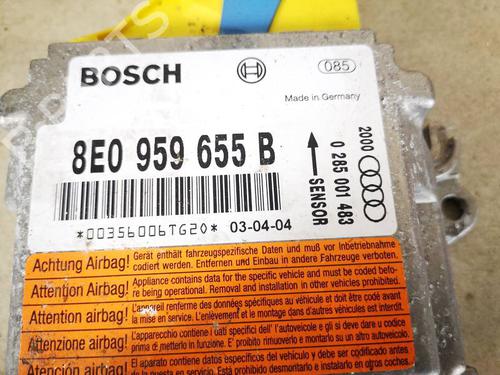 BOSCH
085
Made in Germany
8E0 959 655 B
SENSOR
0 285 001 483
2000
*00356006TG20*
03-04-04
Achtung Airbag! Gerät enthält fahrzeugspezifische Daten und muß vor Inbetriebnahme
codiert werden. Entfernen und Einbau in andere Fahrzeuge verboten.
Attention Airbag! Appliance contains data for the specific vehicle and must be coded before
being operational. Removal and installation in other vehicles prohibited.
Attention Airbag! L'appareil renferme des données spécifiques au véhicule et doit être codé avant
la mise en service. L'enlèvement et le montage dans d'autres véhicules est interdit.
Attenzione airbag! L'apparecchio contiene i dati specifici dell'autoveicolo e gli si deve dare un codice
prima di metterlo in funzione. E' proibito rimuoverlo o montarlo su un altro autoveicolo.
Atención airbag! El aparato contiene datos específicos del vehículo y debe ser codificado antes